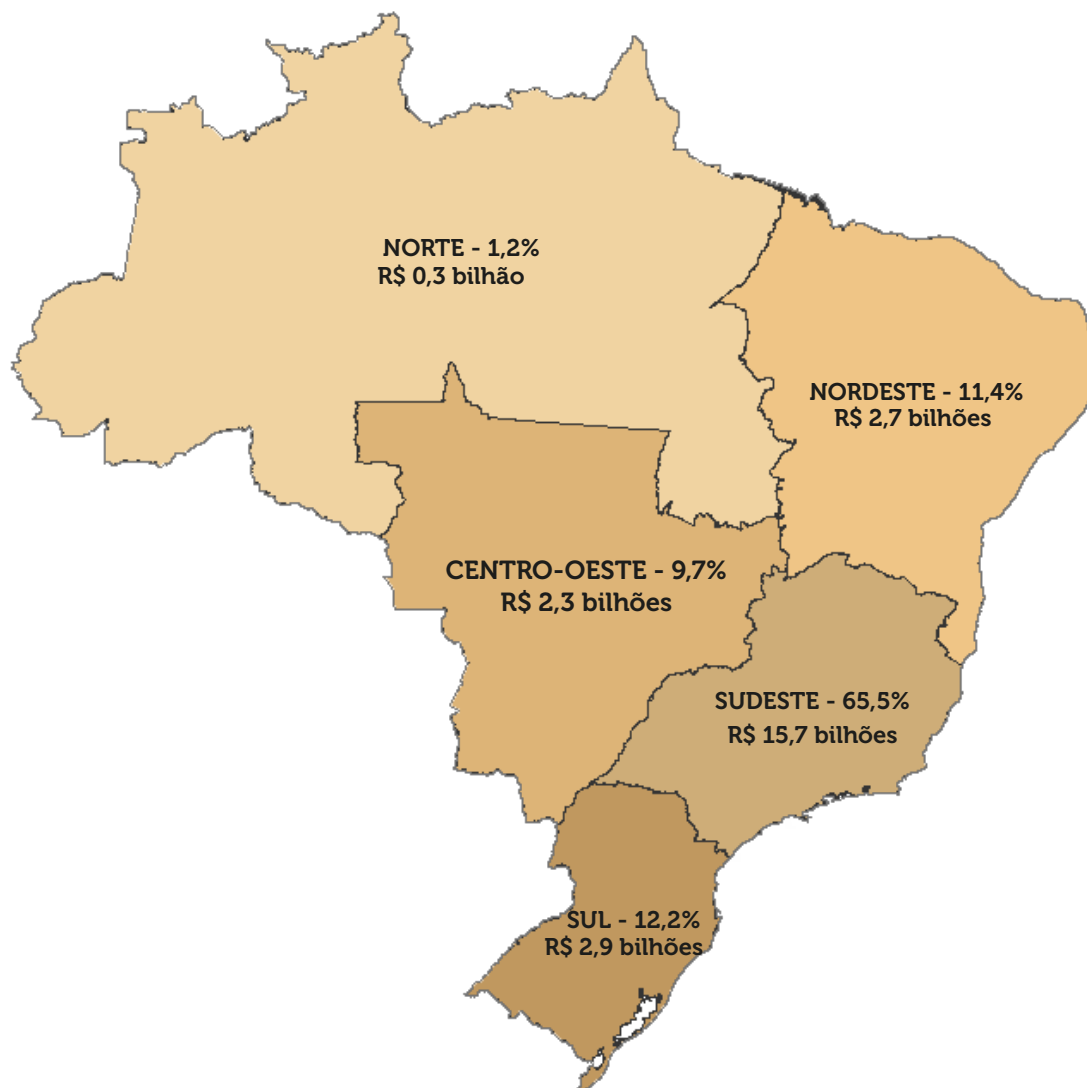 NORTE - 1,2%
R$ 0,3 bilhão
NORDESTE - 11,4%
R$ 2,7 bilhões
CENTRO-OESTE - 9,7%
R$ 2,3 bilhões
SUDESTE - 65,5%
R$ 15,7 bilhões
SUL - 12,2%
R$ 2,9 bilhões